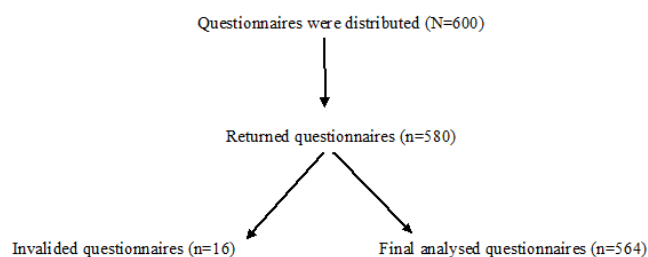 Questionnaires were distributed (N=600)
Returned questionnaires (n=580)
Invalided questionnaires (n=16)
Final analysed questionnaires (n=564)